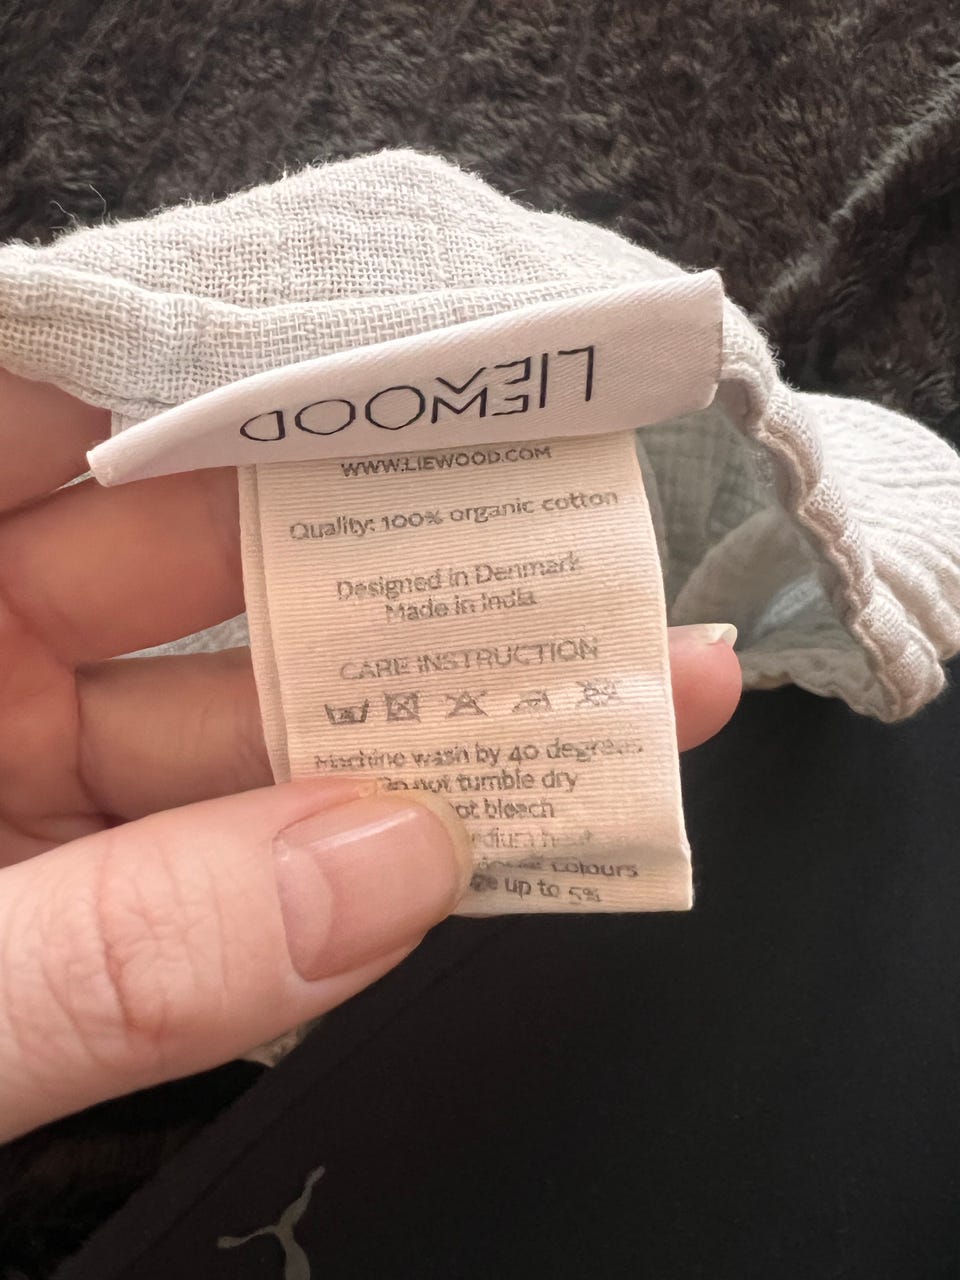 LIEWOOD
WWW.LIEWOOD.COM
Quality: 100% organic cotton
Designed in Denmark
Made in India
CARE INSTRUCTION
Machine wash by 40 degrees
Do not tumble dry
ot bleach
colours
up to 5%